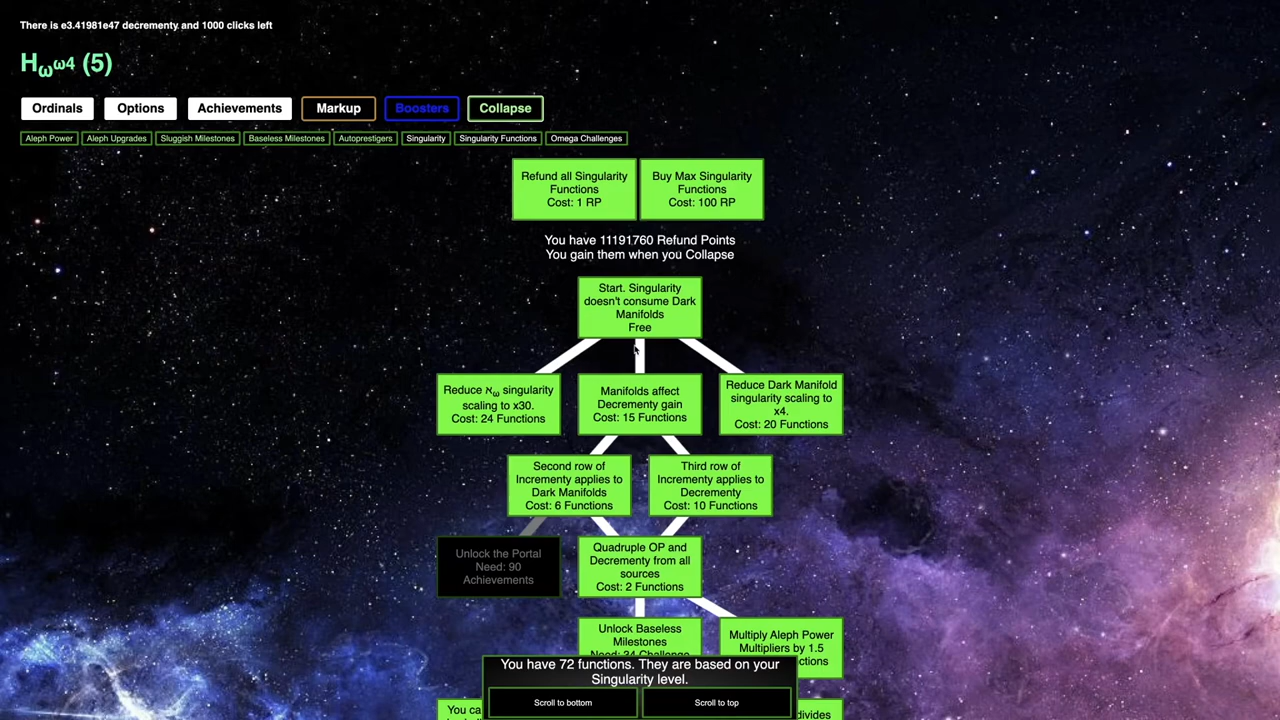 There is e3.41981e47 decrementy and 1000 clicks left
Hωω4 (5)
Ordinals Options Achievements Markup Boosters Collapse
Aleph Power Aleph Upgrades Sluggish Milestones Baseless Milestones Autoprestigers Singularity Singularity Functions Omega Challenges
Refund all Singularity
Functions
Cost: 1 RP
Buy Max Singularity
Functions
Cost: 100 RP
You have 11191760 Refund Points
You gain them when you Collapse
Start. Singularity
doesn't consume Dark
Manifolds
Free
Reduce ℵω singularity
scaling to x30.
Cost: 24 Functions
Manifolds affect
Decrementy gain
Cost: 15 Functions
Reduce Dark Manifold
singularity scaling to
x4.
Cost: 20 Functions
Second row of
Incrementy applies to
Dark Manifolds
Cost: 6 Functions
Third row of
Incrementy applies to
Decrementy
Cost: 10 Functions
Unlock the Portal
Need: 90
Achievements
Quadruple OP and
Decrementy from all
sources
Cost: 2 Functions
Unlock Baseless
Milestones
Multiply Aleph Power
Multipliers by 1.5
You have 72 functions. They are based on your
Singularity level.
Scroll to bottom
Scroll to top
You ca
divides